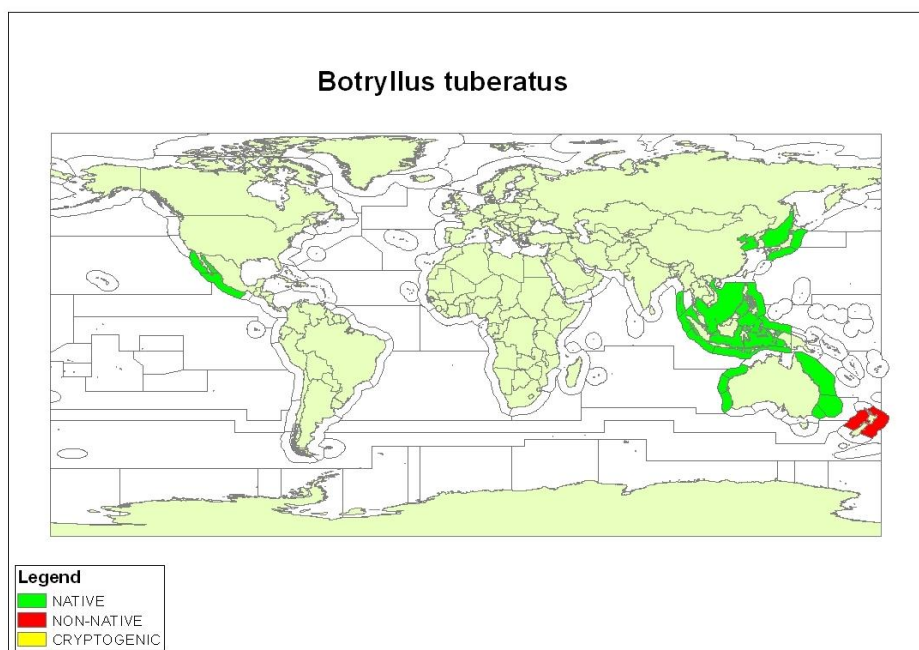 Botryllus tuberatus
Legend
NATIVE
NON-NATIVE
CRYPTOGENIC